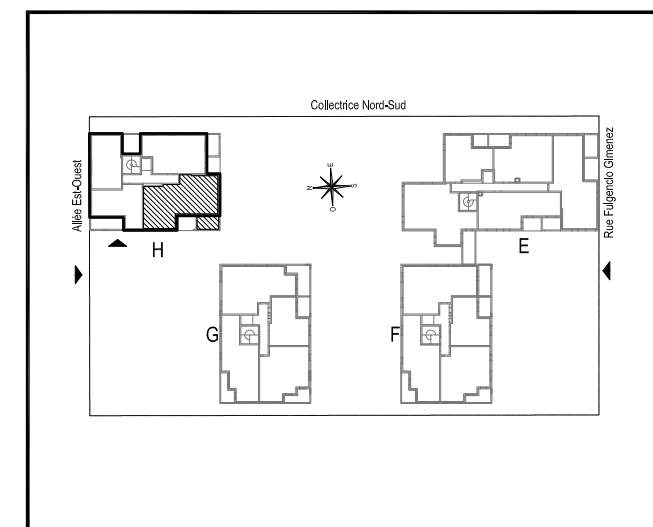 Collectrice Nord-Sud
Allée Est-Ouest
Rue Fulgencio Gimenez
E
N
S
O
H
E
G
F